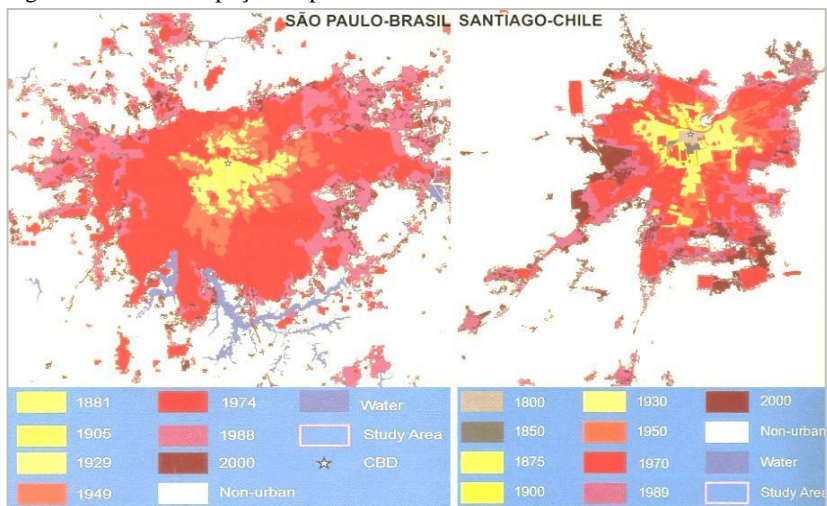 SÃO PAULO-BRASIL
SANTIAGO-CHILE
1881
1905
1929
1949
1974
1988
2000
Non-urban
Water
Study Area
CBD
1800
1850
1875
1900
1930
1950
1970
1989
2000
Non-urban
Water
Study Area